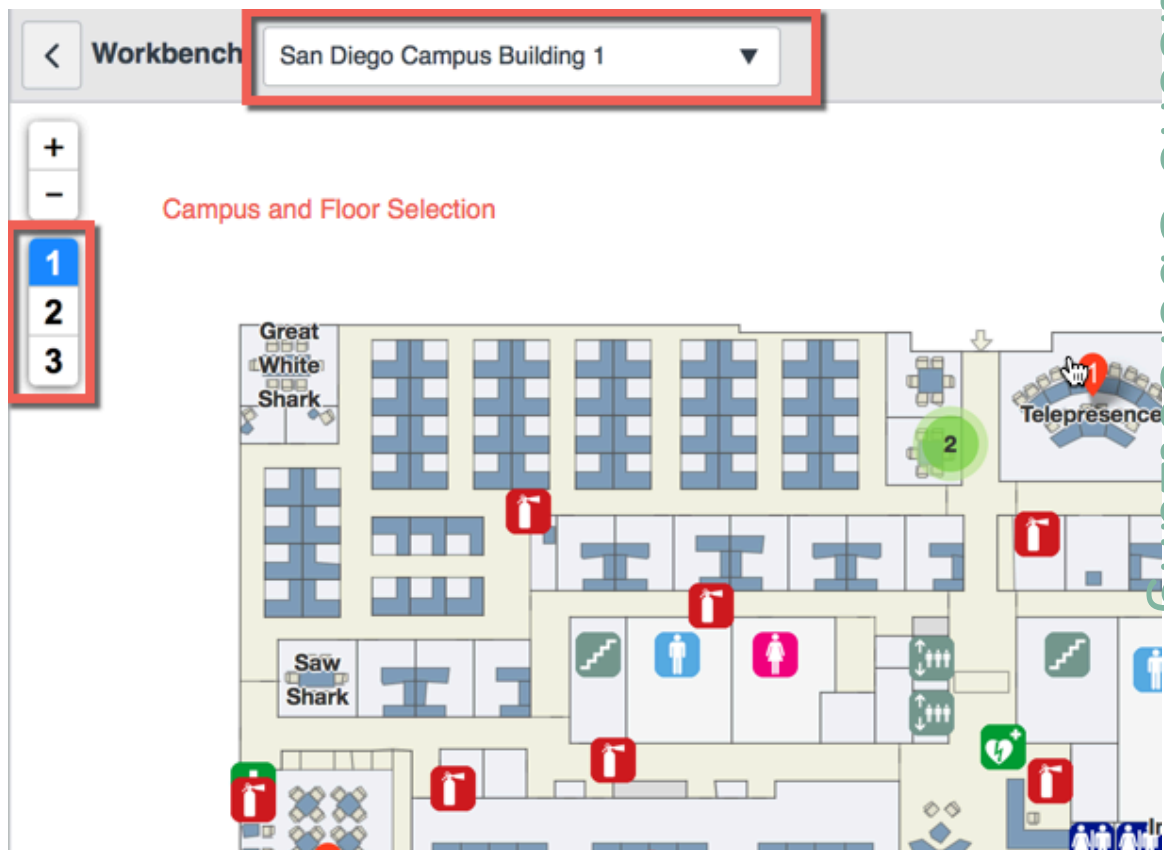 Workbench
San Diego Campus Building 1
+
−
Campus and Floor Selection
1
2
3
Great
White
Shark
1
Telepresence
2
Saw
Shark